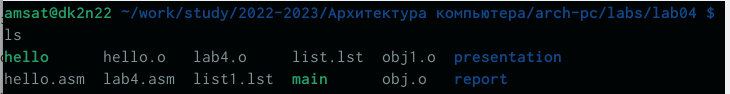 amsat@dk2n22 ~/work/study/2022-2023/Архитектура компьютера/arch-pc/labs/lab04 $
ls
hello hello.o lab4.o list.lst obj1.o presentation
hello.asm lab4.asm list1.lst main obj.o report